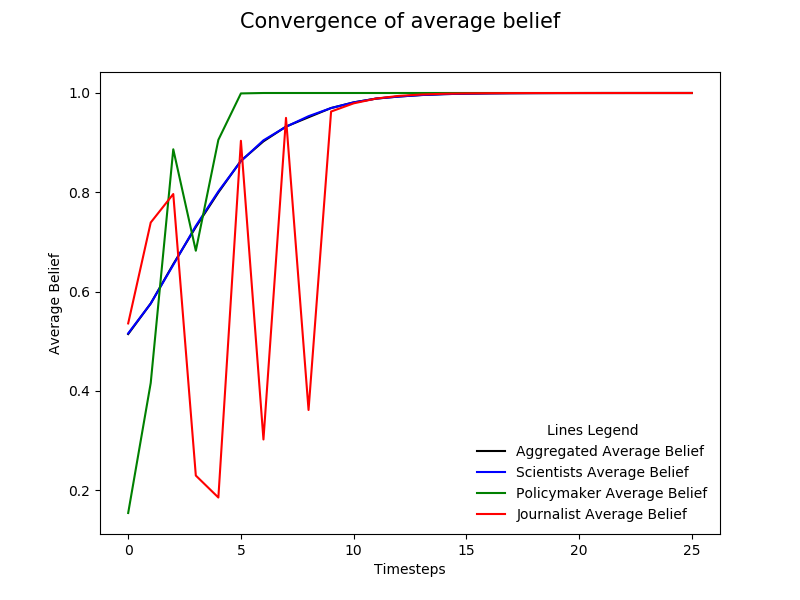 Convergence of average belief
1.0
0.8
0.6
0.4
0.2
Average Belief
Lines Legend
Aggregated Average Belief
Scientists Average Belief
Policymaker Average Belief
Journalist Average Belief
0 5 10 15 20 25
Timesteps